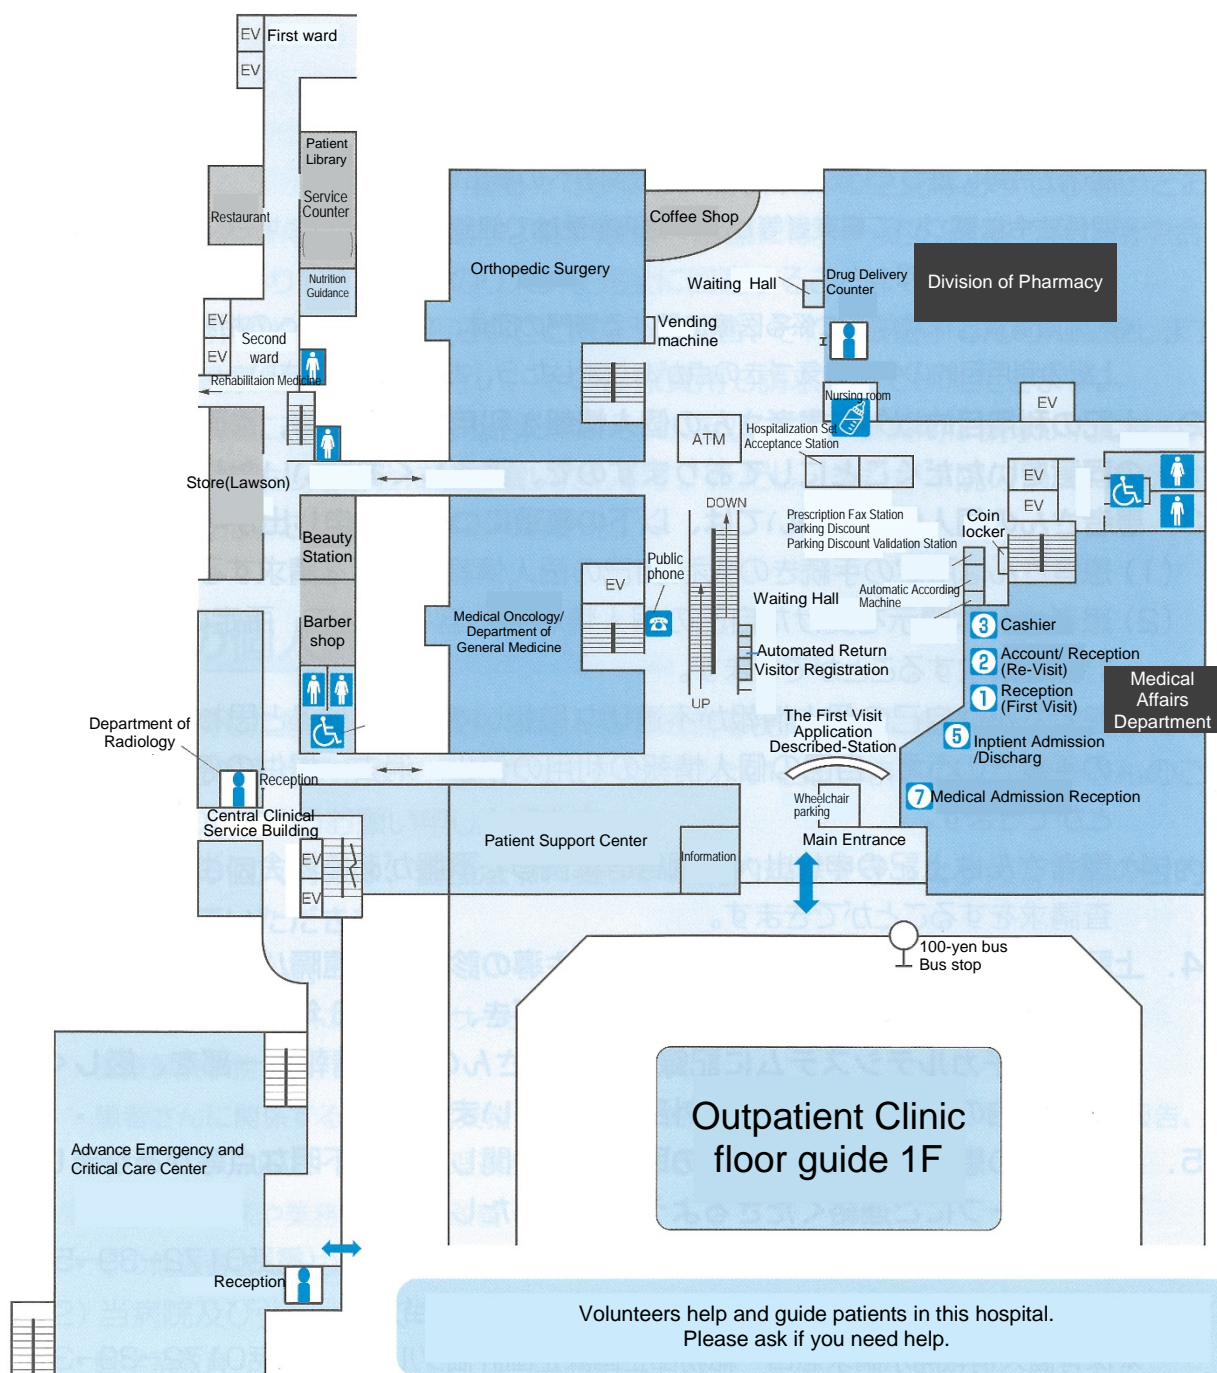 EV
First ward
EV
Patient
Library
Service
Counter
Restaurant
Nutrition
Guidance
EV
EV
Second
ward
Rehabilitaion Medicine
Store(Lawson)
Beauty
Station
Barber
shop
Orthopedic Surgery
Coffee Shop
Waiting Hall
Drug Delivery
Counter
Division of Pharmacy
Vending
machine
Nursing room
EV
ATM
Hospitalization Set
Acceptance Station
DOWN
Prescription Fax Station
Parking Discount
Parking Discount Validation Station
EV
EV
Coin
locker
Public
phone
EV
Medical Oncology/
Department of
General Medicine
Waiting Hall
Automatic According
Machine
3 Cashier
Automated Return
Visitor Registration
2 Account/ Reception
(Re-Visit)
1 Reception
(First Visit)
Medical
Affairs
Department
UP
The First Visit
Application
Described-Station
5 Inptient Admission
/Discharg
Department of
Radiology
Reception
Central Clinical
Service Building
EV
EV
Patient Support Center
Information
Wheelchair
parking
7 Medical Admission Reception
Main Entrance
100-yen bus
Bus stop
Outpatient Clinic
floor guide 1F
Advance Emergency and
Critical Care Center
Reception
Volunteers help and guide patients in this hospital.
Please ask if you need help.